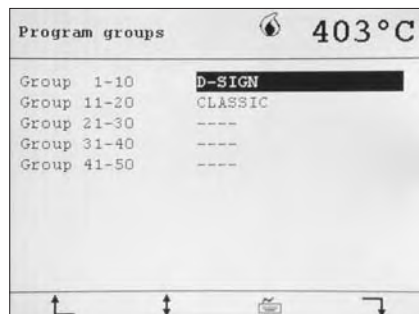 Program groups 403°C
Group 1-10 D-SIGN
Group 11-20 CLASSIC
Group 21-30 ----
Group 31-40 ----
Group 41-50 ----